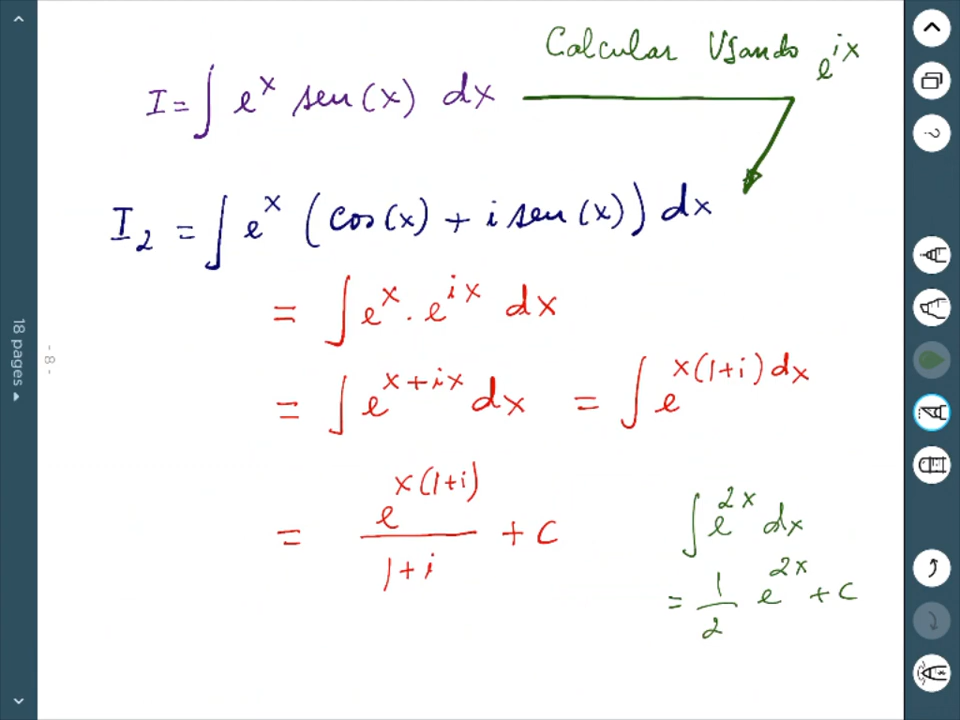 Calcular Usando e^{ix}
I = ∫ e^x sen(x) dx
I_2 = ∫ e^x (cos(x) + i sen(x)) dx
= ∫ e^x · e^{ix} dx
= ∫ e^{x+ix} dx = ∫ e^{x(1+i)} dx
= e^{x(1+i)} / (1+i) + C
∫ e^{2x} dx
= 1/2 e^{2x} + C
18 pages
-8-
?